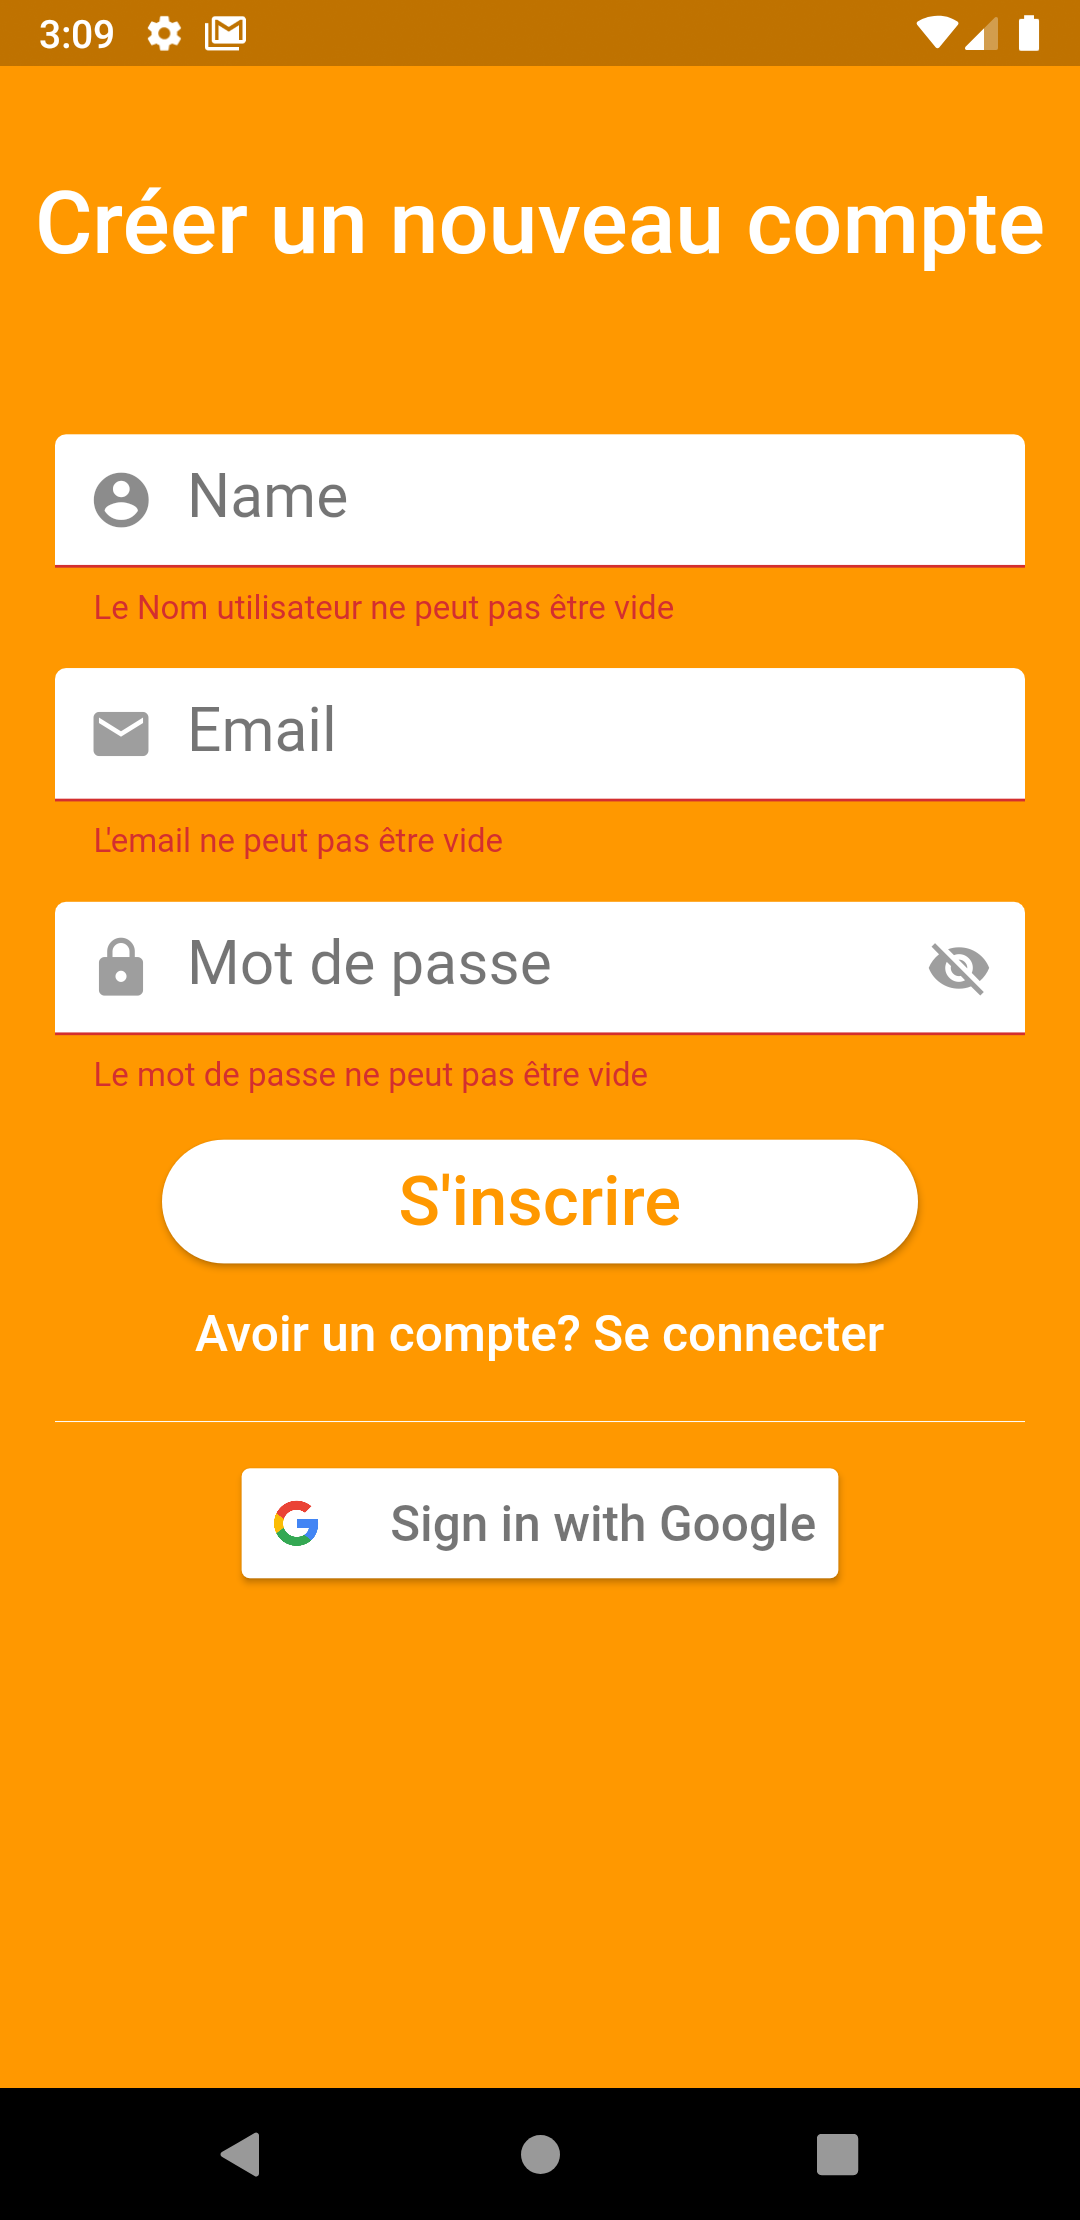 3:09
Créer un nouveau compte
Name
Le Nom utilisateur ne peut pas être vide
Email
L'email ne peut pas être vide
Mot de passe
Le mot de passe ne peut pas être vide
S'inscrire
Avoir un compte? Se connecter
Sign in with Google